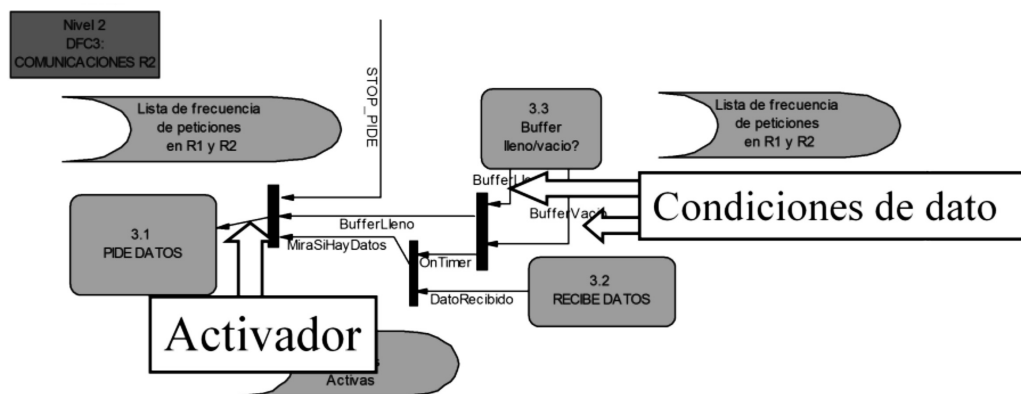 Nivel 2
DFC3:
COMUNICACIONES R2
STOP_PIDE
Lista de frecuencia
de peticiones
en R1 y R2
3.3
Buffer
lleno/vacio?
Lista de frecuencia
de peticiones
en R1 y R2
BufferLle
Condiciones de dato
BufferVacio
BufferLleno
3.1
PIDE DATOS
MiraSiHayDatos
OnTimer
3.2
RECIBE DATOS
DatoRecibido
Activador
Activas